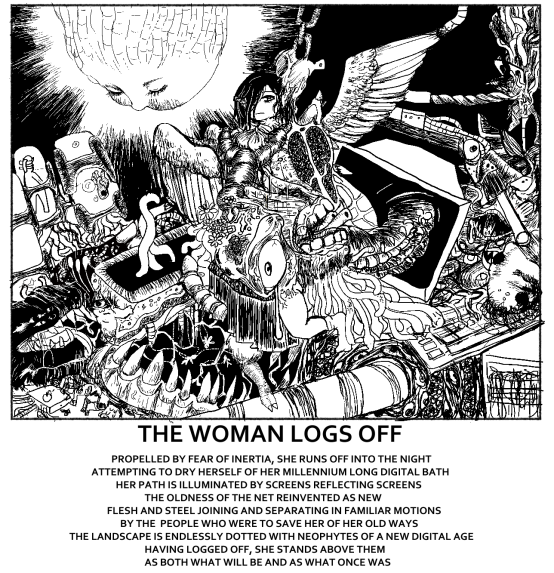 THE WOMAN LOGS OFF
PROPELLED BY FEAR OF INERTIA, SHE RUNS OFF INTO THE NIGHT
ATTEMPTING TO DRY HERSELF OF HER MILLENNIUM LONG DIGITAL BATH
HER PATH IS ILLUMINATED BY SCREENS REFLECTING SCREENS
THE OLDNESS OF THE NET REINVENTED AS NEW
FLESH AND STEEL JOINING AND SEPARATING IN FAMILIAR MOTIONS
BY THE PEOPLE WHO WERE TO SAVE HER OF HER OLD WAYS
THE LANDSCAPE IS ENDLESSLY DOTTED WITH NEOPHYTES OF A NEW DIGITAL AGE
HAVING LOGGED OFF, SHE STANDS ABOVE THEM
AS BOTH WHAT WILL BE AND AS WHAT ONCE WAS